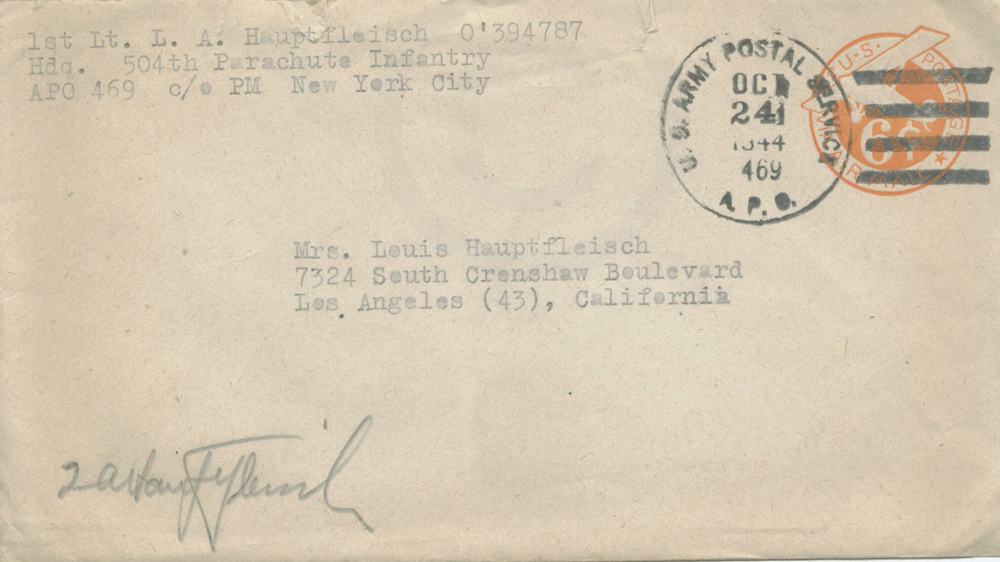 1st Lt. L. A. Hauptfleisch O'394787
Hdq. 504th Parachute Infantry
APO 469 c/o PM New York City
U. S. ARMY POSTAL SERVICE
OCT
24
1944
469
A. P. O.
U.S. POSTAGE
6¢
AIR MAIL
Mrs. Louis Hauptfleisch
7324 South Crenshaw Boulevard
Los Angeles (43), California
L A Hauptfleisch